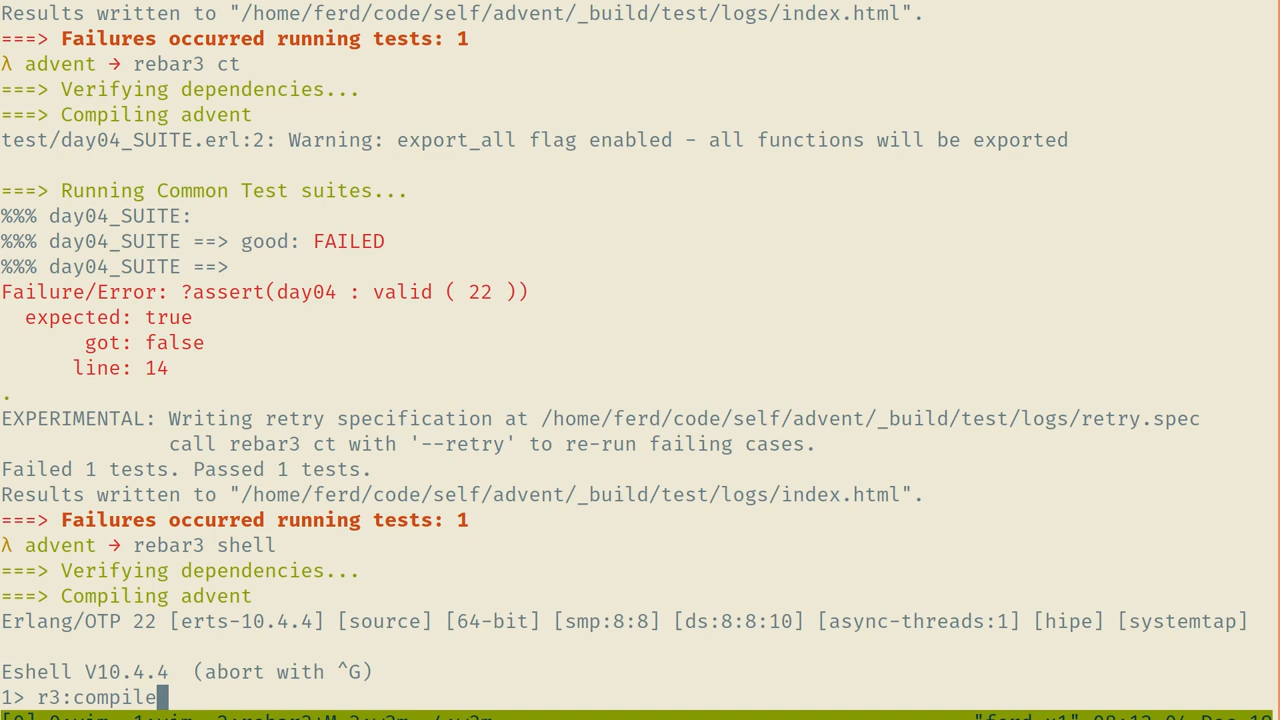 Results written to "/home/ferd/code/self/advent/_build/test/logs/index.html".
===> Failures occurred running tests: 1
λ advent → rebar3 ct
===> Verifying dependencies...
===> Compiling advent
test/day04_SUITE.erl:2: Warning: export_all flag enabled - all functions will be exported
===> Running Common Test suites...
%%% day04_SUITE:
%%% day04_SUITE ==> good: FAILED
%%% day04_SUITE ==>
Failure/Error: ?assert(day04 : valid ( 22 ))
expected: true
got: false
line: 14
.
EXPERIMENTAL: Writing retry specification at /home/ferd/code/self/advent/_build/test/logs/retry.spec
call rebar3 ct with '--retry' to re-run failing cases.
Failed 1 tests. Passed 1 tests.
Results written to "/home/ferd/code/self/advent/_build/test/logs/index.html".
===> Failures occurred running tests: 1
λ advent → rebar3 shell
===> Verifying dependencies...
===> Compiling advent
Erlang/OTP 22 [erts-10.4.4] [source] [64-bit] [smp:8:8] [ds:8:8:10] [async-threads:1] [hipe] [systemtap]
Eshell V10.4.4  (abort with ^G)
1> r3:compile